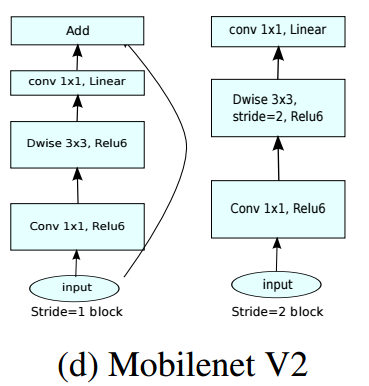 Add
conv 1x1, Linear
Dwise 3x3, Relu6
Conv 1x1, Relu6
input
Stride=1 block
conv 1x1, Linear
Dwise 3x3,
stride=2, Relu6
Conv 1x1, Relu6
input
Stride=2 block
(d) Mobilenet V2